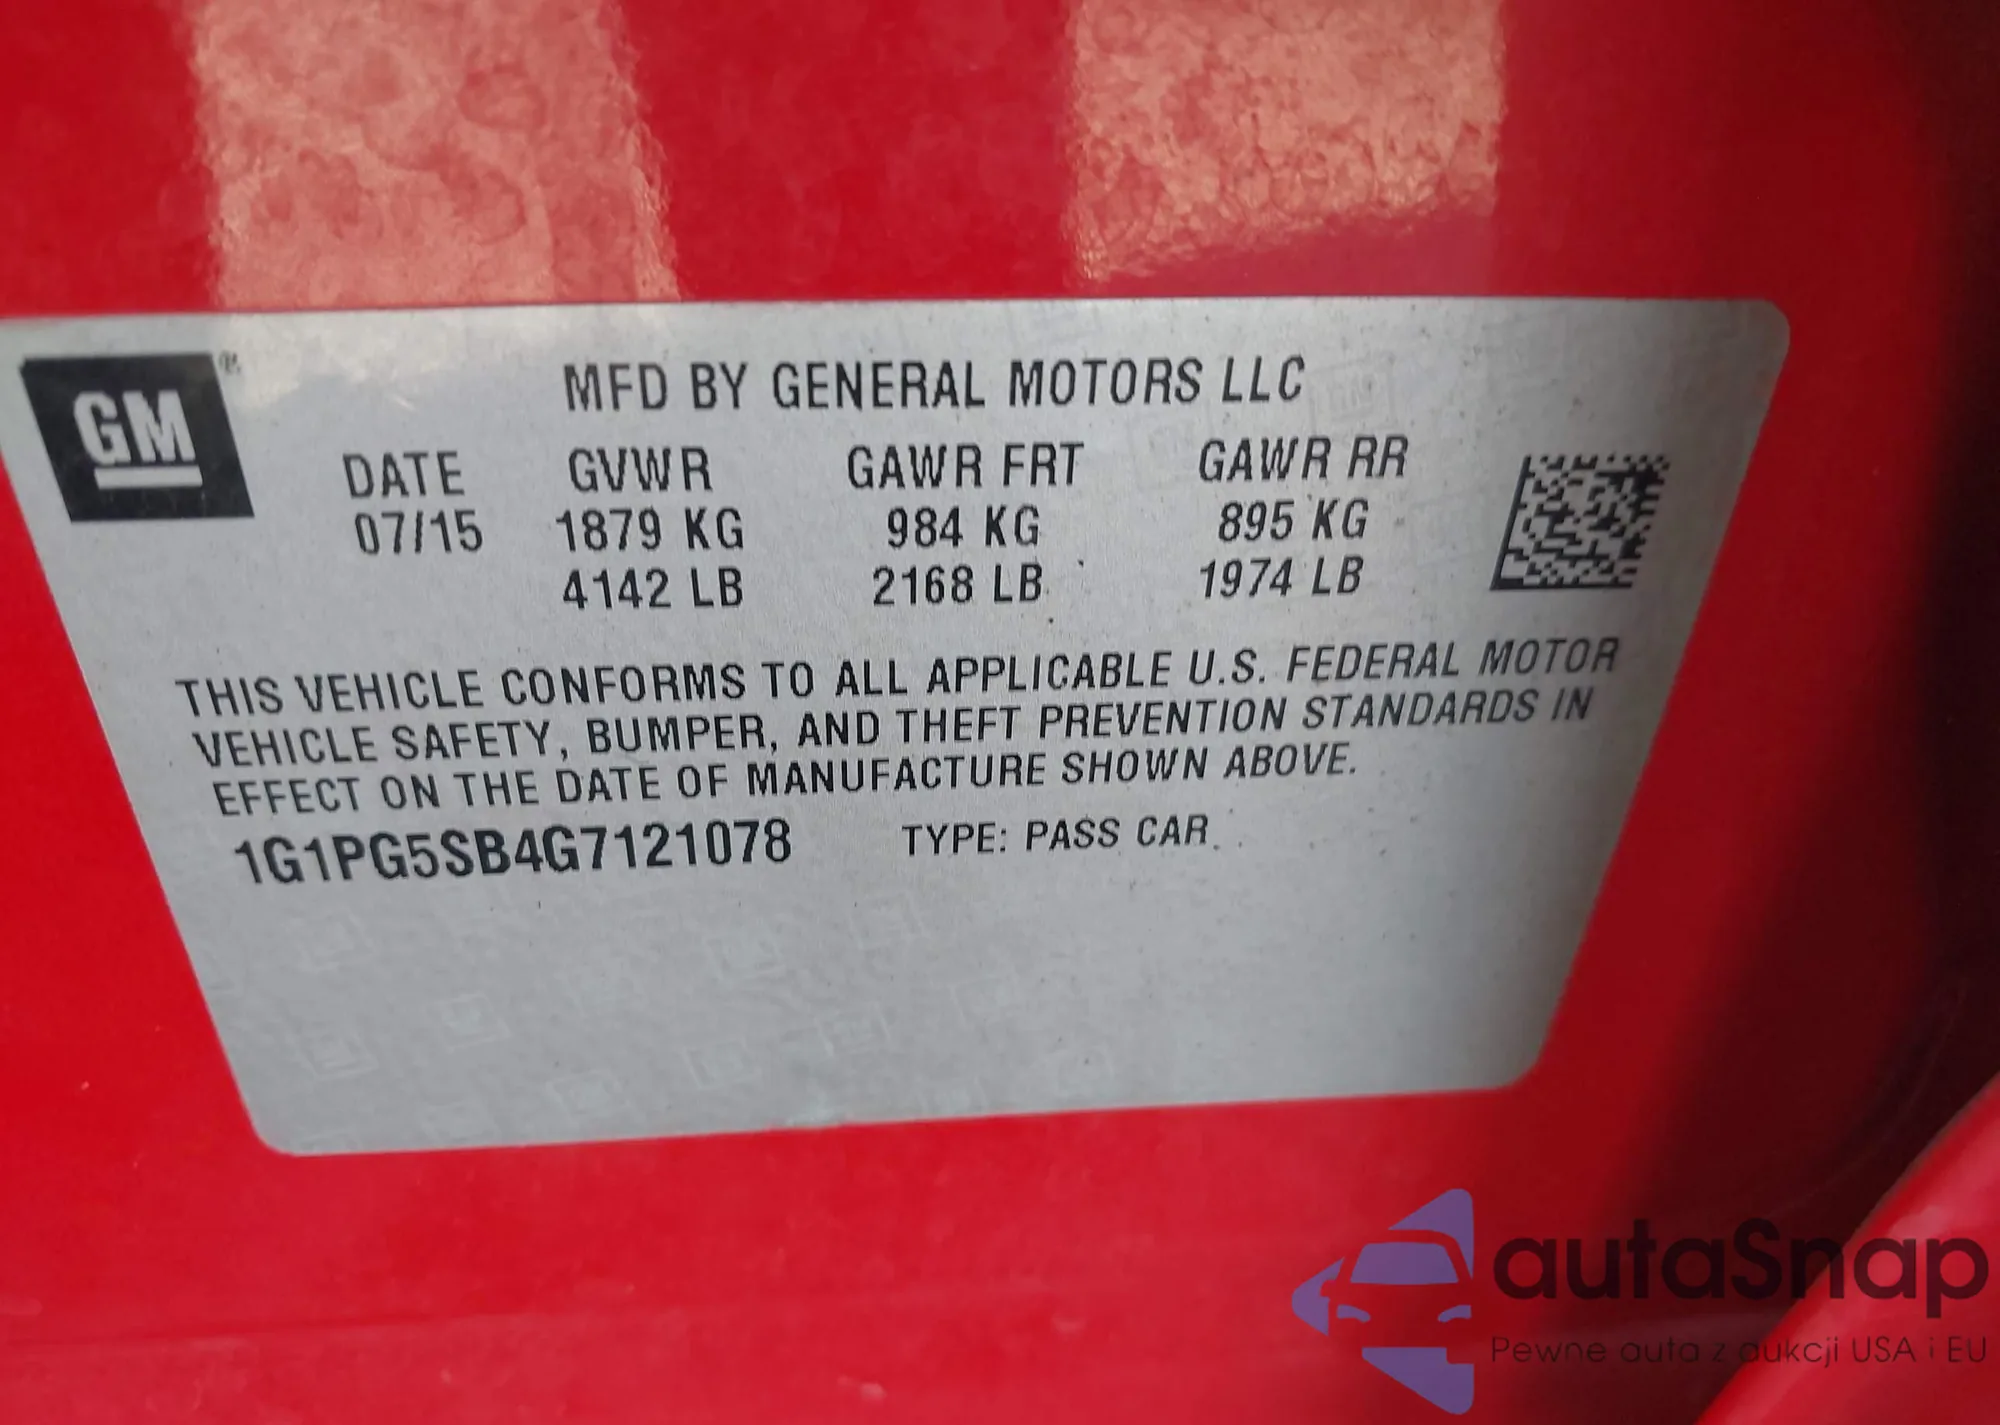 GM®
MFD BY GENERAL MOTORS LLC
DATE GVWR GAWR FRT GAWR RR
07/15 1879 KG 984 KG 895 KG
4142 LB 2168 LB 1974 LB
THIS VEHICLE CONFORMS TO ALL APPLICABLE U.S. FEDERAL MOTOR
VEHICLE SAFETY, BUMPER, AND THEFT PREVENTION STANDARDS IN
EFFECT ON THE DATE OF MANUFACTURE SHOWN ABOVE.
1G1PG5SB4G7121078 TYPE: PASS CAR
autaSnap
Pewne auta z aukcji USA i EU